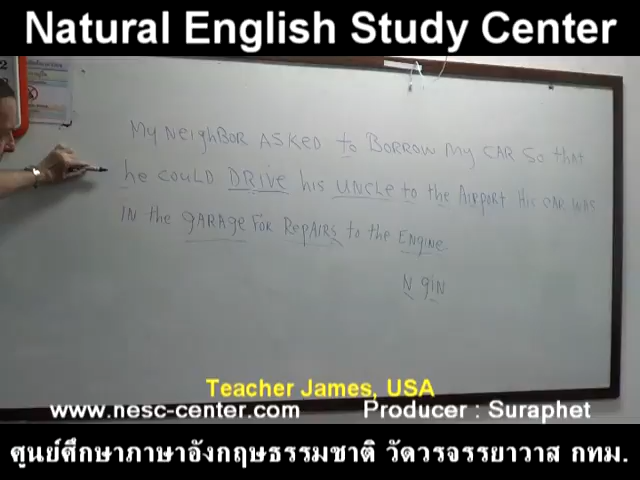 Natural English Study Center
My NeighBOR ASKED to BORROW My CAR So that
he COULD DRIVE his UNCLE to the AiRpoRt His CAR WAS
IN the gARAge FoR RepAIRs to the ENgiNe
N giN
Teacher James, USA
www.nesc-center.com Producer : Suraphet
ศูนย์ศึกษาภาษาอังกฤษธรรมชาติ วัดวรจรรยาวาส กทม.